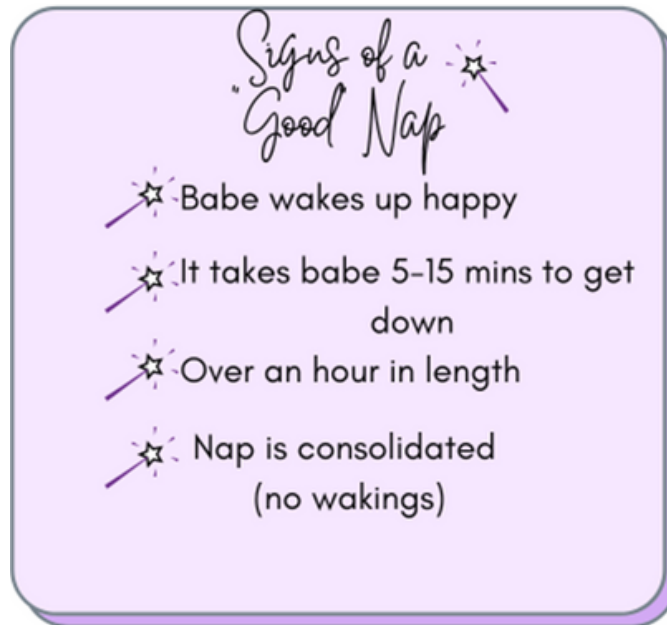 Signs of a
"Good" Nap
Babe wakes up happy
It takes babe 5-15 mins to get
down
Over an hour in length
Nap is consolidated
(no wakings)